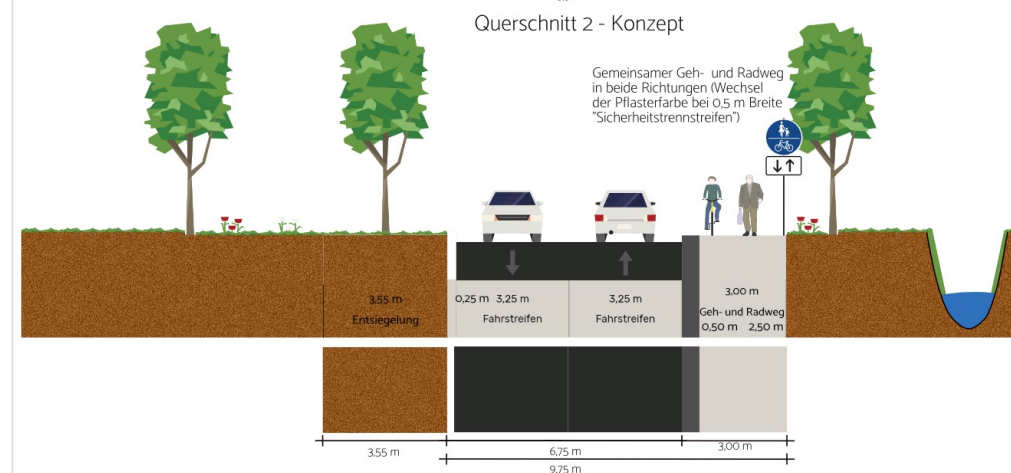 Querschnitt 2 - Konzept
Gemeinsamer Geh- und Radweg
in beide Richtungen (Wechsel
der Pflasterfarbe bei 0,5 m Breite
"Sicherheitstrennstreifen")
3,55 m
Entsiegelung
0,25 m
3,25 m
Fahrstreifen
3,25 m
Fahrstreifen
3,00 m
Geh- und Radweg
0,50 m 2,50 m
3,55 m
6,75 m
3,00 m
9,75 m